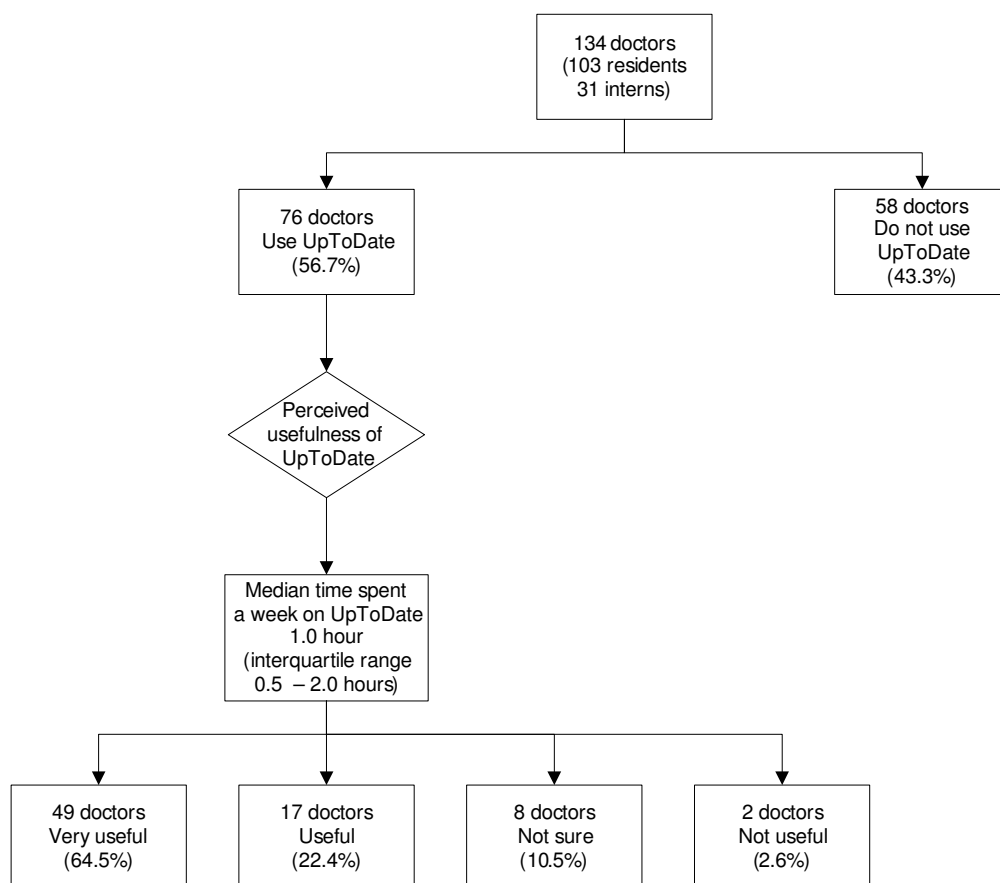 134 doctors
(103 residents
31 interns)
76 doctors
Use UpToDate
(56.7%)
58 doctors
Do not use
UpToDate
(43.3%)
Perceived
usefulness of
UpToDate
Median time spent
a week on UpToDate
1.0 hour
(interquartile range
0.5 – 2.0 hours)
49 doctors
Very useful
(64.5%)
17 doctors
Useful
(22.4%)
8 doctors
Not sure
(10.5%)
2 doctors
Not useful
(2.6%)